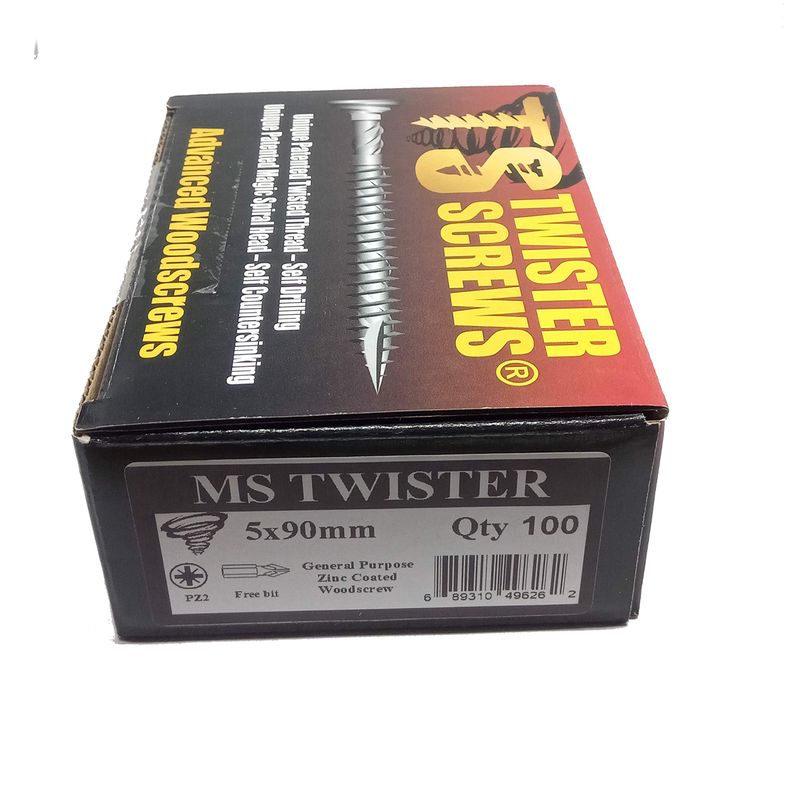 TS
TWISTER
SCREWS®
Unique Patented Twisted Thread - Self Drilling
Unique Patented Magic Spiral Head - Self Countersinking
Advanced Woodscrews
MS TWISTER
5x90mm
Qty 100
PZ2
Free bit
General Purpose
Zinc Coated
Woodscrew
6 89310 49626 2